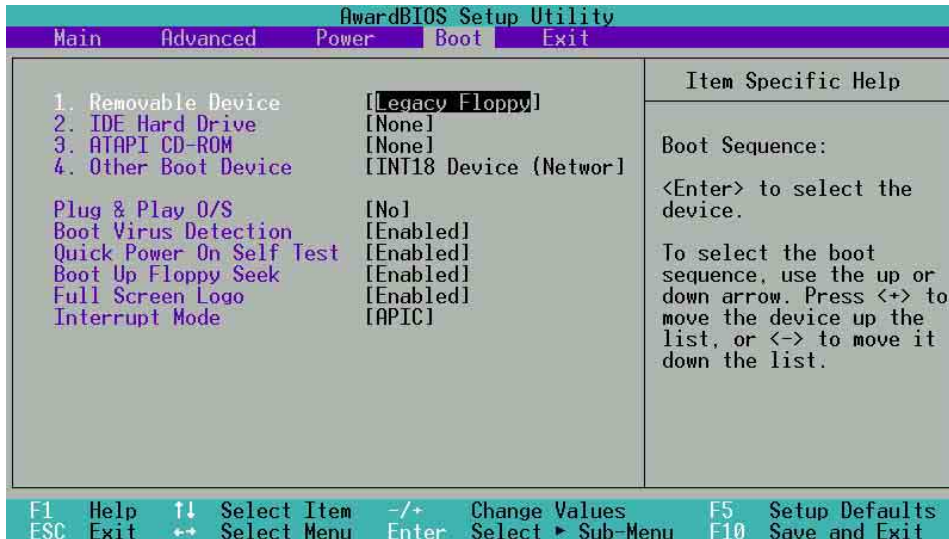 AwardBIOS Setup Utility
Main Advanced Power Boot Exit
1. Removable Device [Legacy Floppy]
2. IDE Hard Drive [None]
3. ATAPI CD-ROM [None]
4. Other Boot Device [INT18 Device (Networ]
Plug & Play O/S [No]
Boot Virus Detection [Enabled]
Quick Power On Self Test [Enabled]
Boot Up Floppy Seek [Enabled]
Full Screen Logo [Enabled]
Interrupt Mode [APIC]
Item Specific Help
Boot Sequence:
<Enter> to select the
device.
To select the boot
sequence, use the up or
down arrow. Press <+> to
move the device up the
list, or <-> to move it
down the list.
F1 Help ↑↓ Select Item -/+ Change Values F5 Setup Defaults
ESC Exit ←→ Select Menu Enter Select ► Sub-Menu F10 Save and Exit